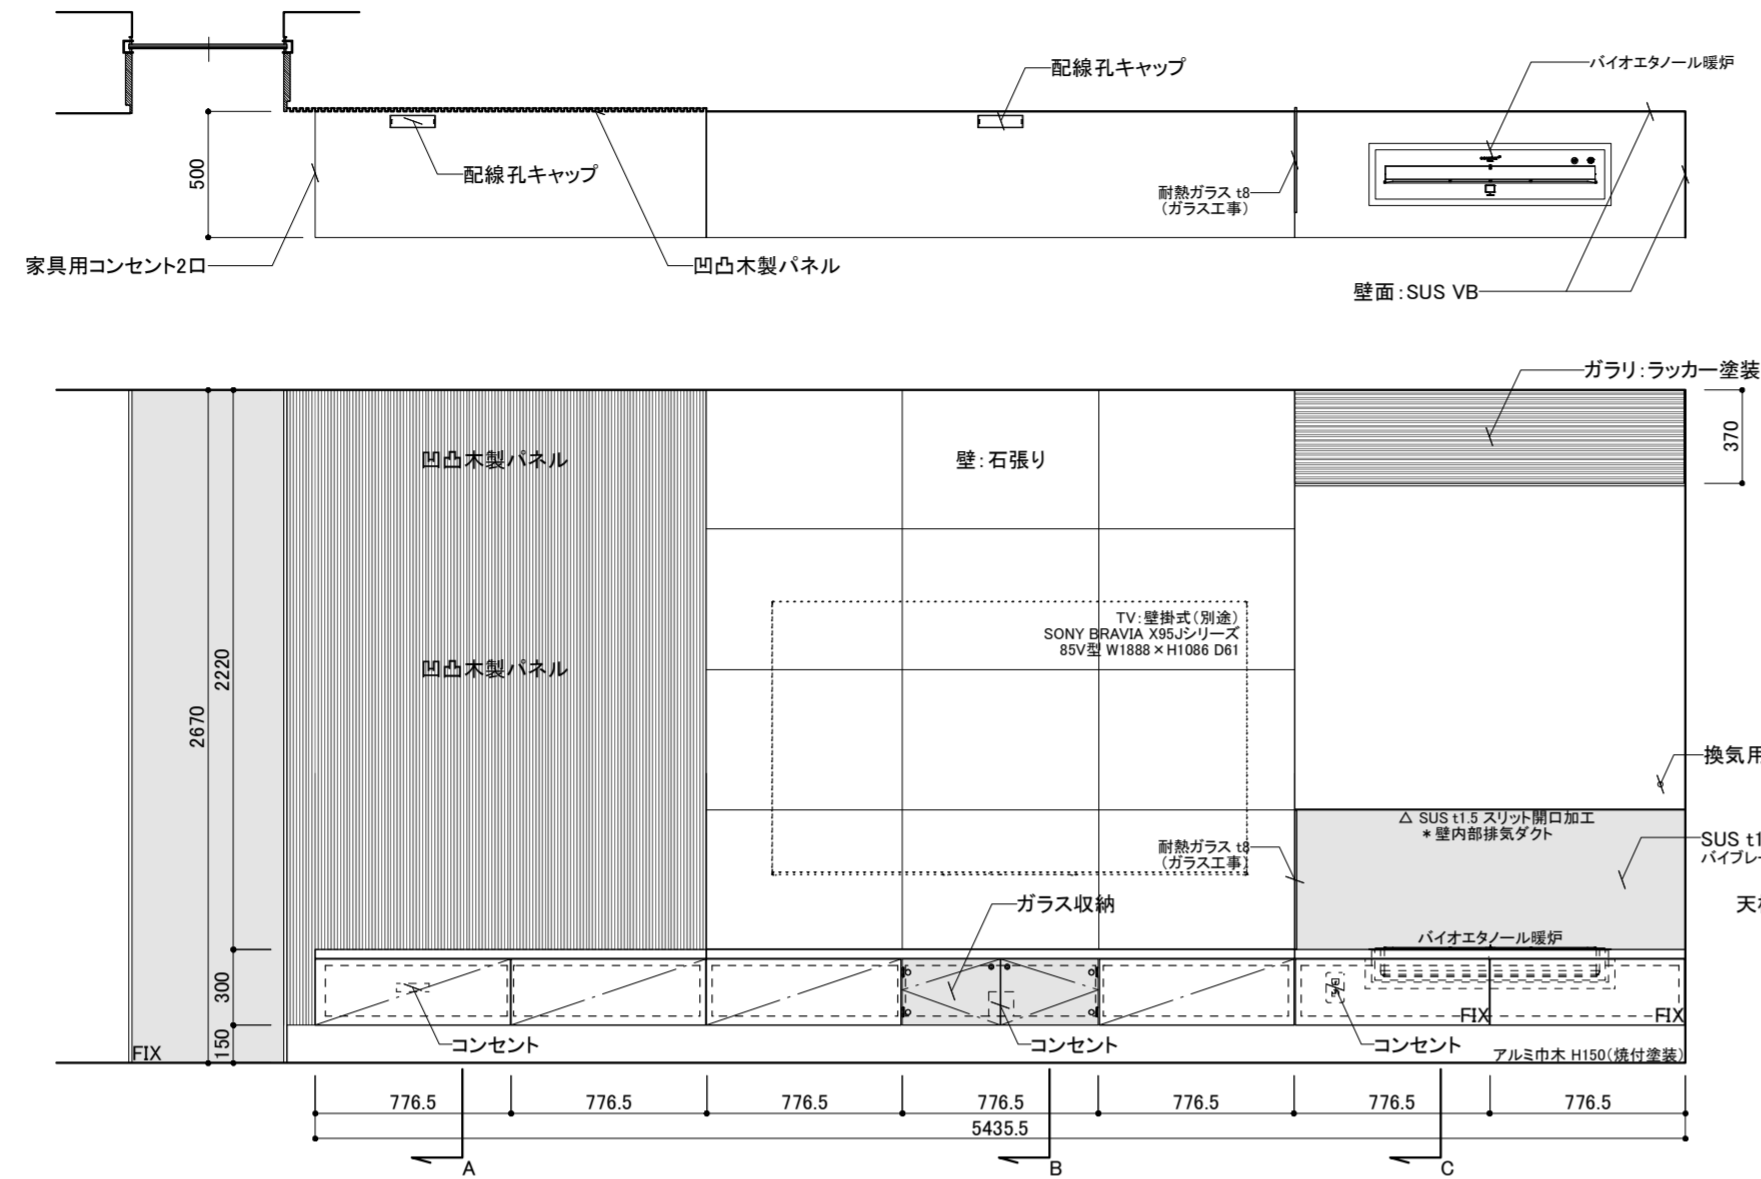 配線孔キャップ
バイオエタノール暖炉
500
配線孔キャップ
耐熱ガラス t8
(ガラス工事)
家具用コンセント2口
凹凸木製パネル
壁面:SUS VB
ガラリ:ラッカー塗装
370
凹凸木製パネル
壁:石張り
TV:壁掛式(別途)
SONY BRAVIA X95Jシリーズ
85V型 W1888×H1086 D61
凹凸木製パネル
2220
2670
換気用
△ SUS t1.5 スリット開口加工
*壁内部排気ダクト
耐熱ガラス t8
(ガラス工事)
SUS t1
バイブレー
ガラス収納
バイオエタノール暖炉
300
FIX
FIX
150
FIX
コンセント
コンセント
コンセント
アルミ巾木 H150(焼付塗装)
776.5
776.5
776.5
776.5
776.5
776.5
776.5
5435.5
A
B
C